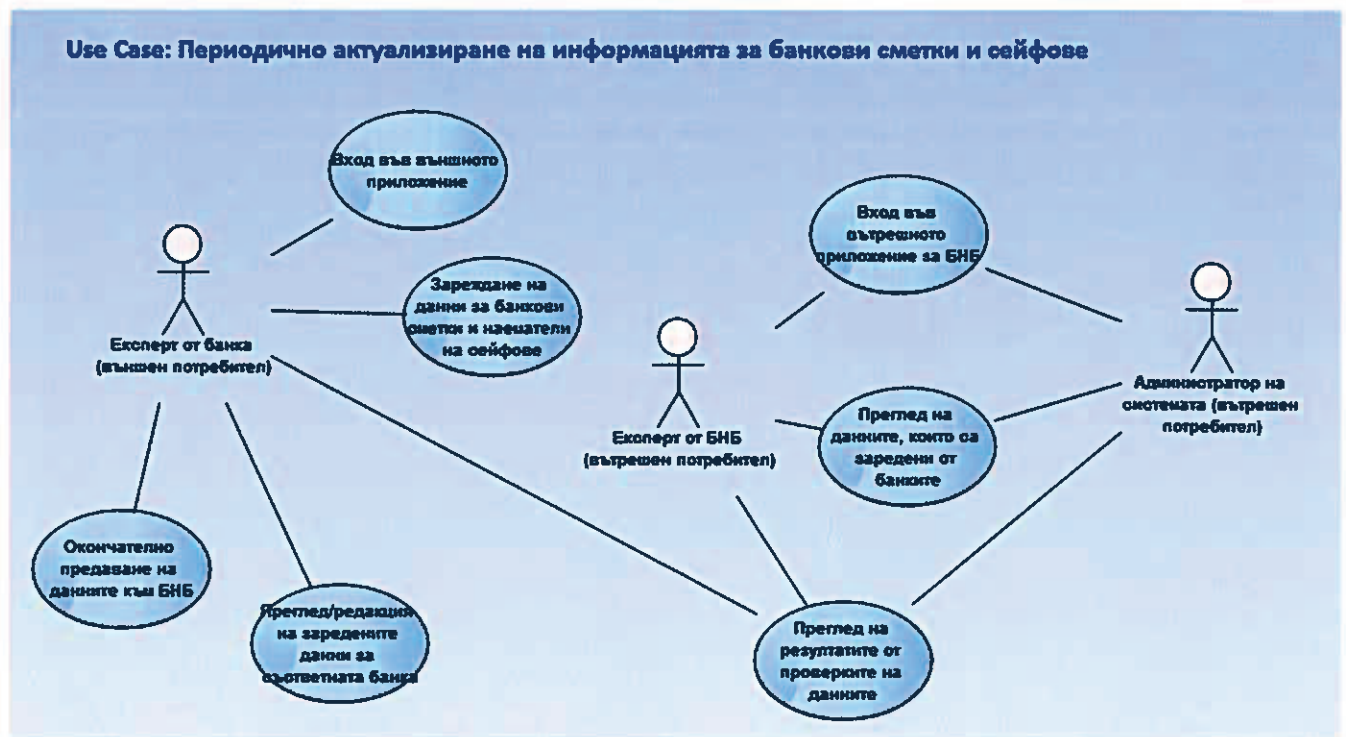 Use Case: Периодично актуализиране на информацията за банкови сметки и сейфове
Вход във външното
приложение
Експерт от банка
(външен потребител)
Зареждане на
данни за банкови
сметки и наематели
на сейфове
Окончателно
предаване на
данните към БНБ
Преглед/редакция
на заредените
данни за
съответната банка
Вход във
вътрешното
приложение за БНБ
Експерт от БНБ
(вътрешен потребител)
Преглед на
данните, които са
заредени от
банките
Администратор на
системата (вътрешен
потребител)
Преглед на
резултатите от
проверките на
данните